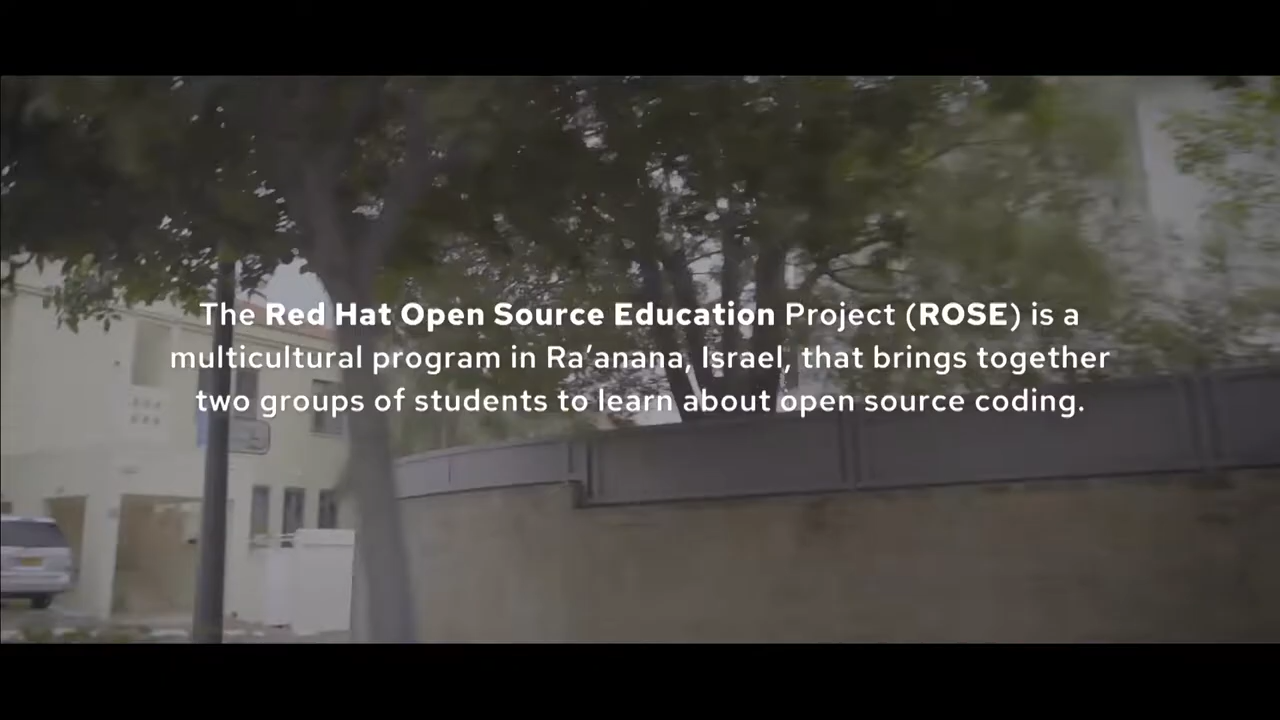 The Red Hat Open Source Education Project (ROSE) is a
multicultural program in Ra’anana, Israel, that brings together
two groups of students to learn about open source coding.